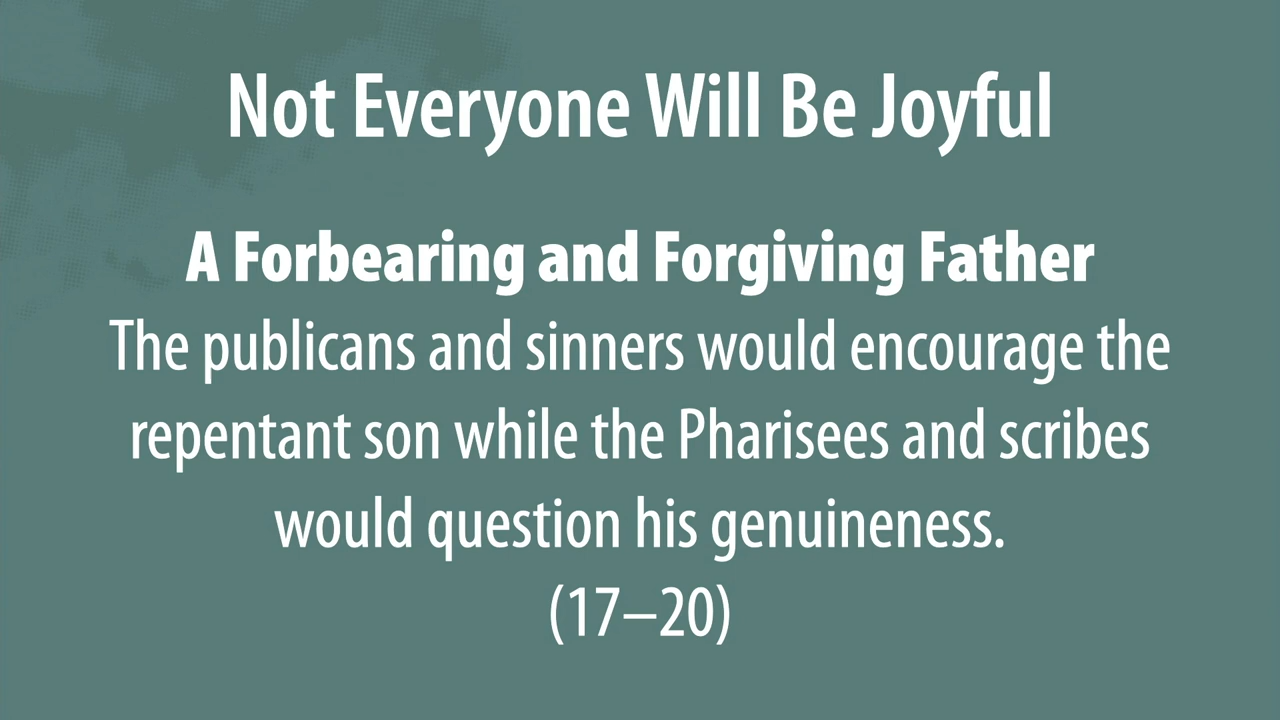 Not Everyone Will Be Joyful
A Forbearing and Forgiving Father
The publicans and sinners would encourage the
repentant son while the Pharisees and scribes
would question his genuineness.
(17–20)